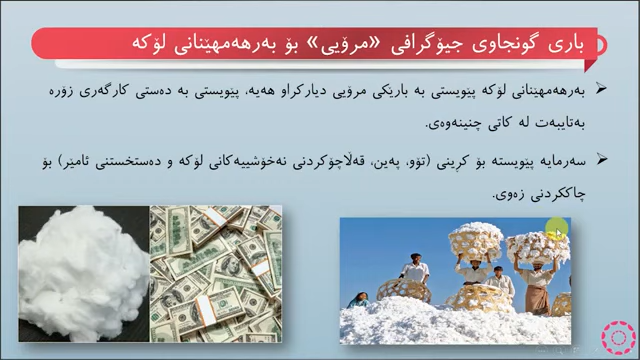 باری گونجاوی جیۆگرافی «مرۆیی» بۆ بەرهەمهێنانی لۆکە
بەرهەمهێنانی لۆکە پێویستی بە بارێکی مرۆیی دیارکراو هەیە، پێویستی بە دەستی کارگەری زۆرە
بەتایبەت لە کاتی چنینەوەی.
سەرمایە پێویستە بۆ کڕینی (تۆو، پەین، قەڵاچۆکردنی نەخۆشییەکانی لۆکە و دەستخستنی ئامێر) بۆ
چاککردنی زەوی.